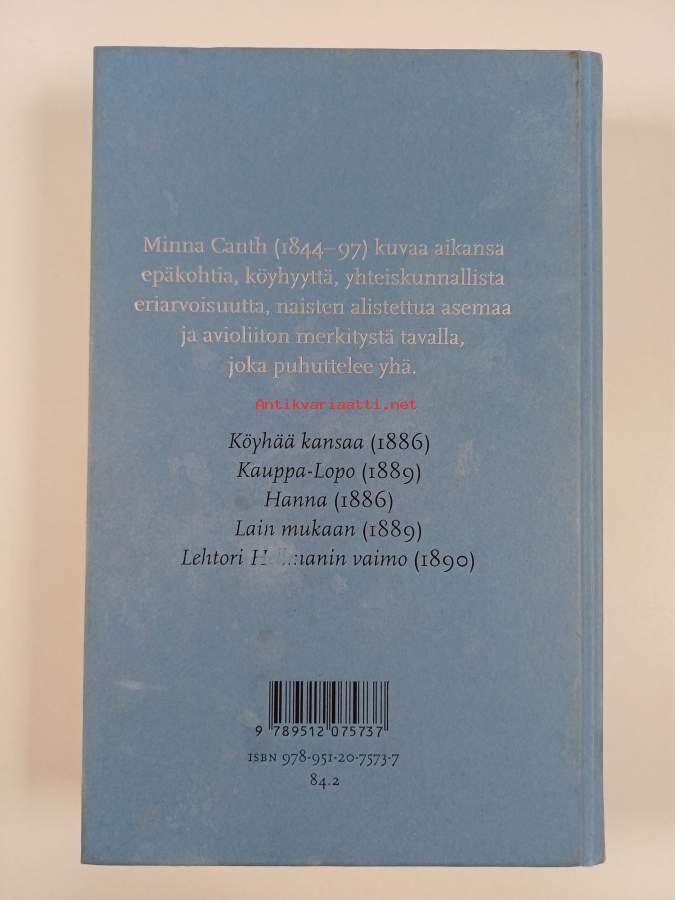 Minna Canth (1844–97) kuvaa aikansa
epäkohtia, köyhyyttä, yhteiskunnallista
eriarvoisuutta, naisten alistettua asemaa
ja avioliiton merkitystä tavalla,
joka puhuttelee yhä.
Antikvariaatti.net
Köyhää kansaa (1886)
Kauppa-Lopo (1889)
Hanna (1886)
Lain mukaan (1889)
Lehtori vaimo (1890)
9 789512 075737
ISBN 978-951-20-7573-7
84.2